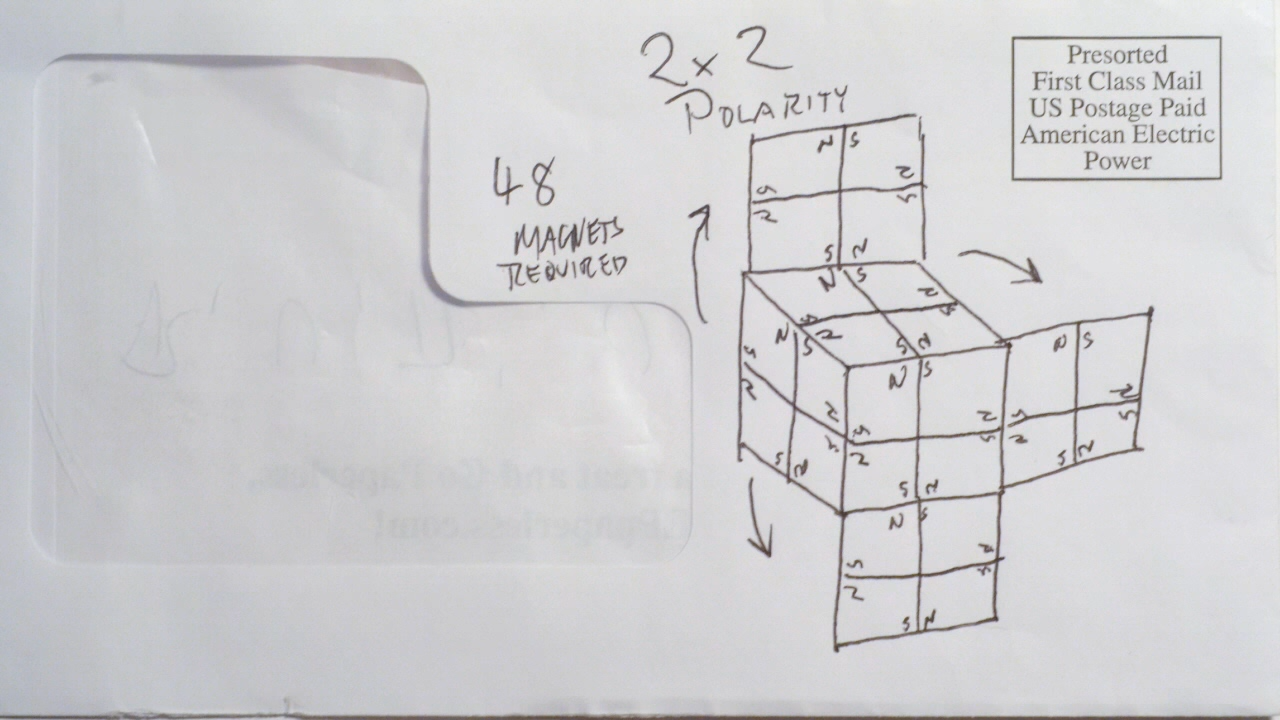 2x2
POLARITY
48
MAGNETS
REQUIRED
Presorted
First Class Mail
US Postage Paid
American Electric
Power
N S
S N
N S
S N
N S
S N
N S
S N
N S
S N
N S
S N
N S
S N
N S
S N
N S
S N
N S
S N
N S
S N
N S
S N